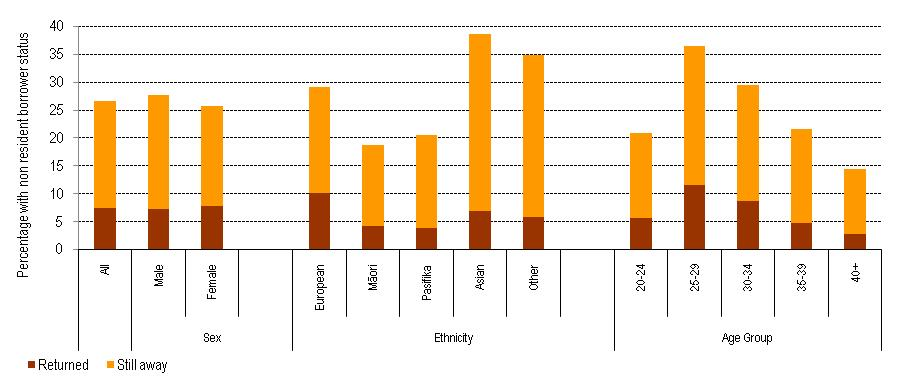 Percentage with non resident borrower status
40
35
30
25
20
15
10
5
0
All
Male
Female
European
Māori
Pasfika
Asian
Other
20-24
25-29
30-34
35-39
40+
Sex
Ethnicity
Age Group
Returned
Still away